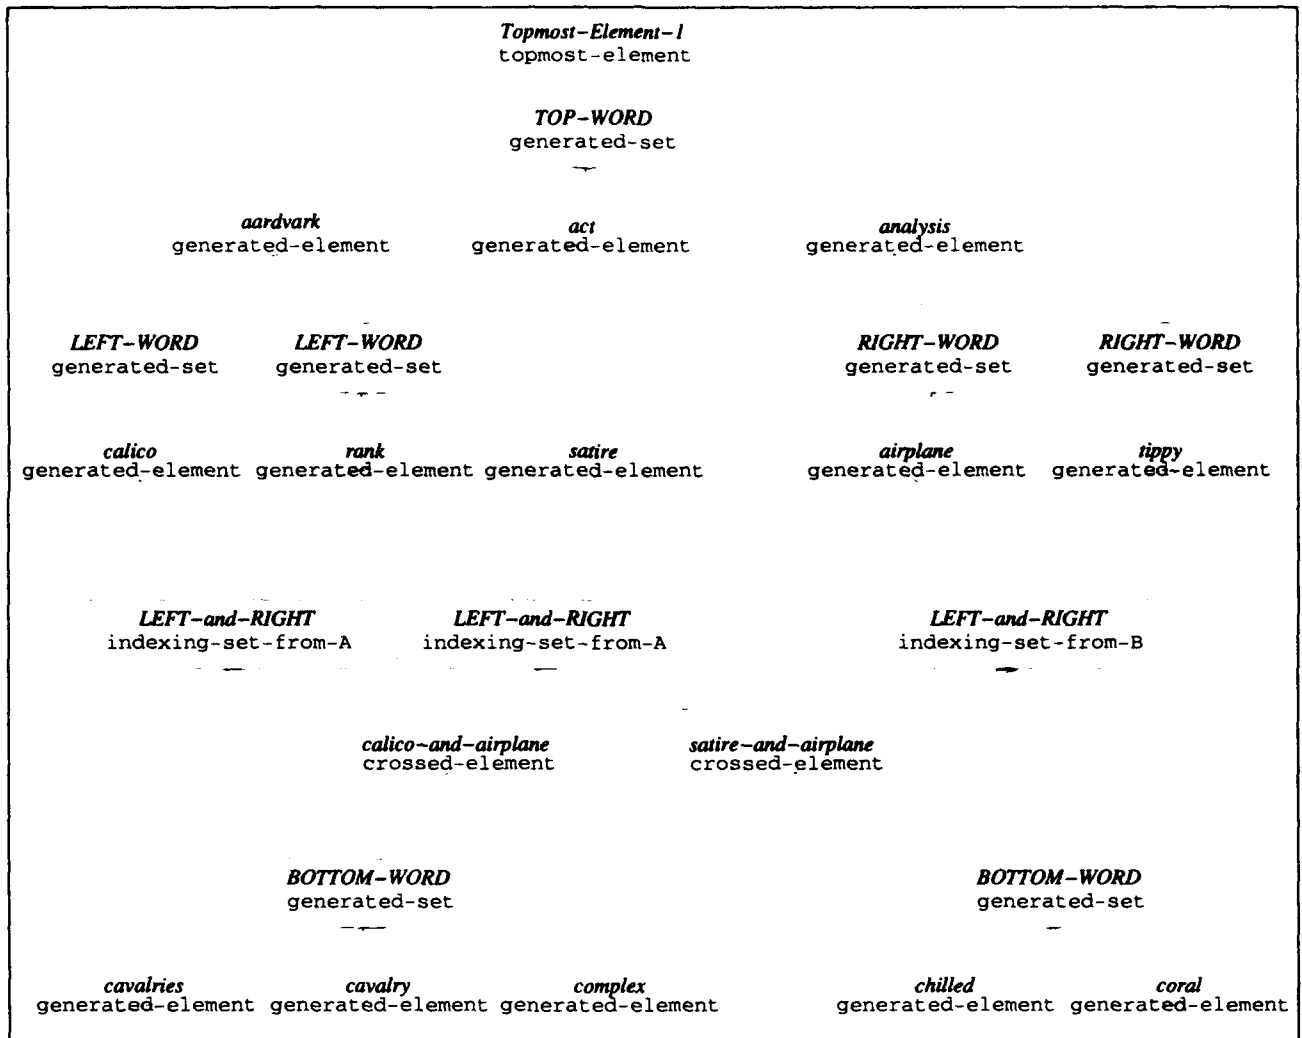 Topmost-Element-1
topmost-element
TOP-WORD
generated-set
aardvark act analysis
generated-element generated-element generated-element
LEFT-WORD LEFT-WORD RIGHT-WORD RIGHT-WORD
generated-set generated-set generated-set generated-set
calico rank satire airplane tippy
generated-element generated-element generated-element generated-element generated-element
LEFT-and-RIGHT LEFT-and-RIGHT LEFT-and-RIGHT
indexing-set-from-A indexing-set-from-A indexing-set-from-B
calico-and-airplane satire-and-airplane
crossed-element crossed-element
BOTTOM-WORD BOTTOM-WORD
generated-set generated-set
cavalries cavalry complex chilled coral
generated-element generated-element generated-element generated-element generated-element